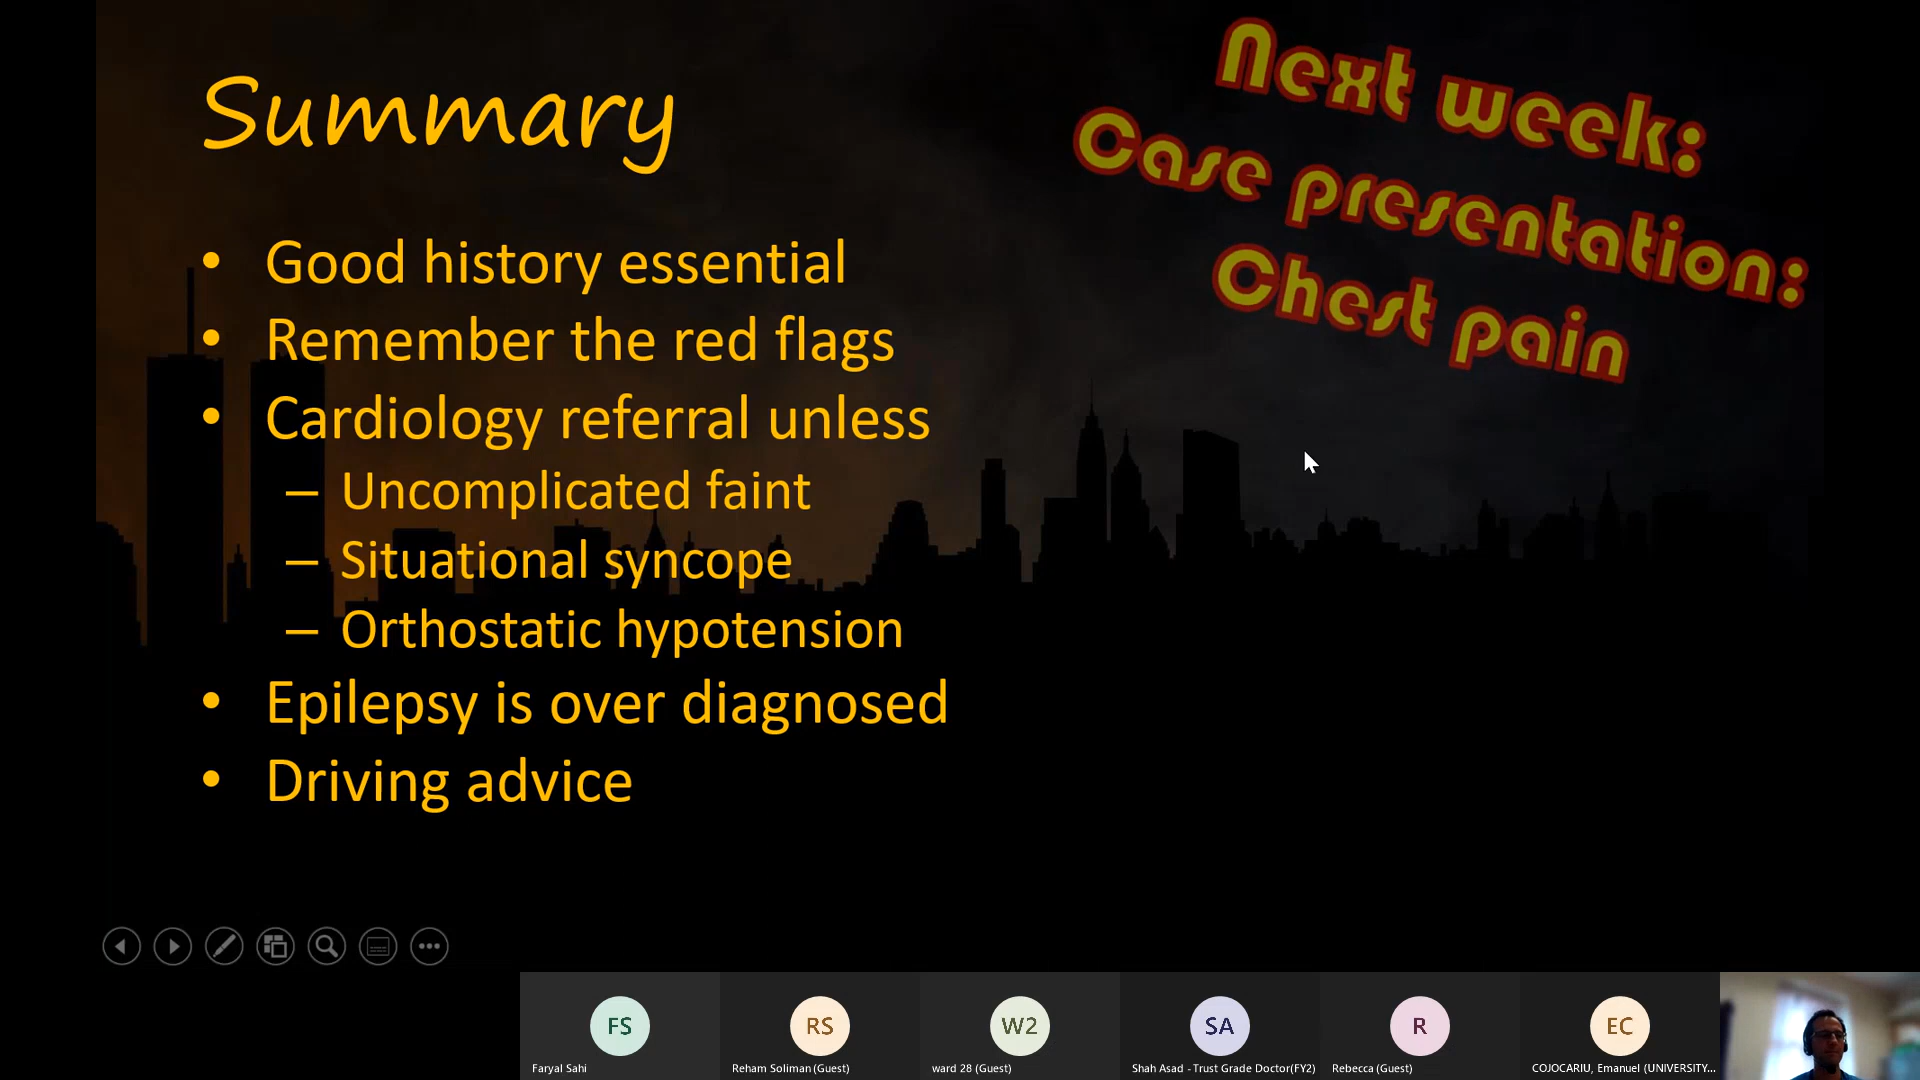 Summary
Next week:
Case presentation:
Chest pain
• Good history essential
• Remember the red flags
• Cardiology referral unless
– Uncomplicated faint
– Situational syncope
– Orthostatic hypotension
• Epilepsy is over diagnosed
• Driving advice
FS
RS
W2
SA
R
EC
Faryal Sahi
Reham Soliman (Guest)
ward 28 (Guest)
Shah Asad - Trust Grade Doctor(FY2)
Rebecca (Guest)
COJOCARIU, Emanuel (UNIVERSITY...